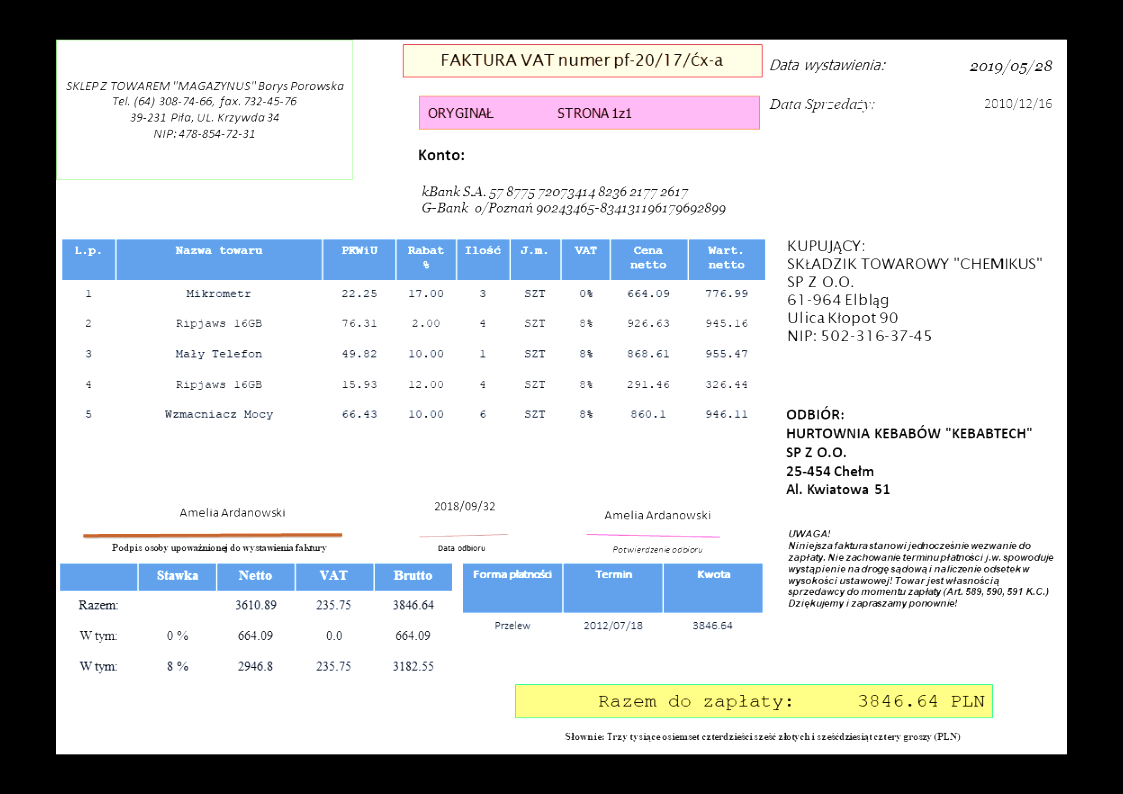 SKLEP Z TOWAREM "MAGAZYNUS" Borys Porowska
Tel. (64) 308-74-66, fax. 732-45-76
39-231 Piła, UL. Krzywda 34
NIP: 478-854-72-31
FAKTURA VAT numer pf-20/17/ćx-a
ORYGINAŁ STRONA 1z1
Data wystawienia: 2019/05/28
Data Sprzedaży: 2010/12/16
Konto:
kBank S.A. 57 8775 72073414 8236 2177 2617
G-Bank o/Poznań 90243465-834131196179692899
L.p. Nazwa towaru PKWiU Rabat % Ilość J.m. VAT Cena netto Wart. netto
1 Mikrometr 22.25 17.00 3 SZT 0% 664.09 776.99
2 Ripjaws 16GB 76.31 2.00 4 SZT 8% 926.63 945.16
3 Mały Telefon 49.82 10.00 1 SZT 8% 868.61 955.47
4 Ripjaws 16GB 15.93 12.00 4 SZT 8% 291.46 326.44
5 Wzmacniacz Mocy 66.43 10.00 6 SZT 8% 860.1 946.11
KUPUJĄCY:
SKŁADZIK TOWAROWY "CHEMIKUS"
SP Z O.O.
61-964 Elbląg
Ulica Kłopot 90
NIP: 502-316-37-45
ODBIÓR:
HURTOWNIA KEBABÓW "KEBABTECH"
SP Z O.O.
25-454 Chełm
Al. Kwiatowa 51
Amelia Ardanowski
Podpis osoby upoważnionej do wystawienia faktury
2018/09/32
Data odbioru
Amelia Ardanowski
Potwierdzenie odbioru
UWAGA!
Niniejsza faktura stanowi jednocześnie wezwanie do
zapłaty. Nie zachowanie terminu płatności j.w. spowoduje
wystąpienie na drogę sądową i naliczenie odsetek w
wysokości ustawowej! Towar jest własnością
sprzedawcy do momentu zapłaty (Art. 589, 590, 591 K.C.)
Dziękujemy i zapraszamy ponownie!
Stawka Netto VAT Brutto
Razem: 3610.89 235.75 3846.64
W tym: 0 % 664.09 0.0 664.09
W tym: 8 % 2946.8 235.75 3182.55
Forma płatności Termin Kwota
Przelew 2012/07/18 3846.64
Razem do zapłaty: 3846.64 PLN
Słownie: Trzy tysiące osiemset czterdzieści sześć złotych i sześćdziesiąt cztery groszy (PLN)